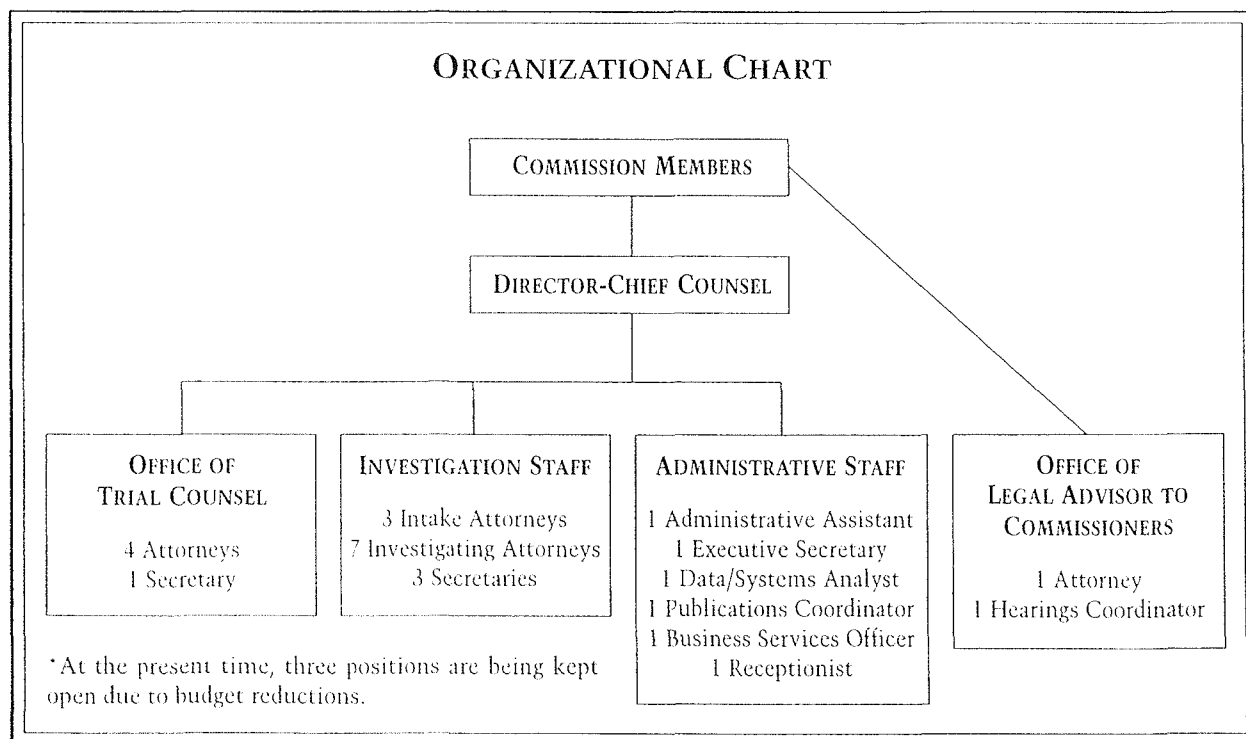 ORGANIZATIONAL CHART
COMMISSION MEMBERS
DIRECTOR-CHIEF COUNSEL
OFFICE OF
TRIAL COUNSEL
4 Attorneys
1 Secretary
INVESTIGATION STAFF
3 Intake Attorneys
7 Investigating Attorneys
3 Secretaries
ADMINISTRATIVE STAFF
1 Administrative Assistant
1 Executive Secretary
1 Data/Systems Analyst
1 Publications Coordinator
1 Business Services Officer
1 Receptionist
OFFICE OF
LEGAL ADVISOR TO
COMMISSIONERS
1 Attorney
1 Hearings Coordinator
*At the present time, three positions are being kept
open due to budget reductions.